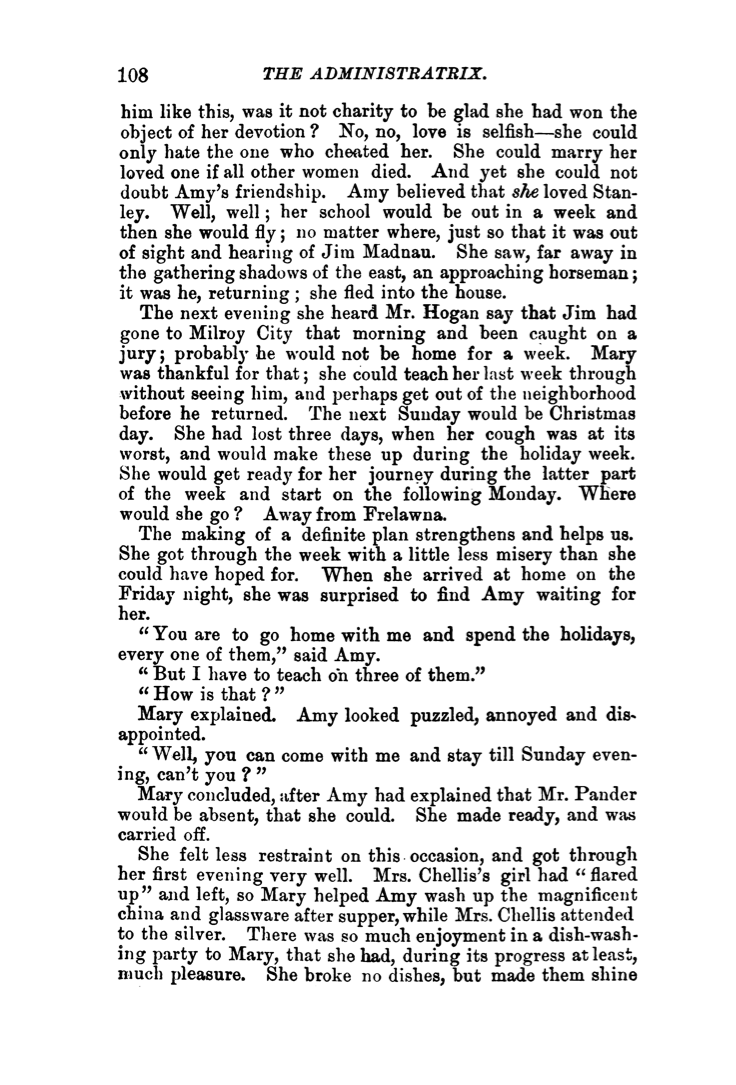 108 THE ADMINISTRATRIX.
him like this, was it not charity to be glad she had won the
object of her devotion? No, no, love is selfish—she could
only hate the one who cheated her. She could marry her
loved one if all other women died. And yet she could not
doubt Amy's friendship. Amy believed that she loved Stan-
ley. Well, well; her school would be out in a week and
then she would fly; no matter where, just so that it was out
of sight and hearing of Jim Madnau. She saw, far away in
the gathering shadows of the east, an approaching horseman;
it was he, returning; she fled into the house.
The next evening she heard Mr. Hogan say that Jim had
gone to Milroy City that morning and been caught on a
jury; probably he would not be home for a week. Mary
was thankful for that; she could teach her last week through
without seeing him, and perhaps get out of the neighborhood
before he returned. The next Sunday would be Christmas
day. She had lost three days, when her cough was at its
worst, and would make these up during the holiday week.
She would get ready for her journey during the latter part
of the week and start on the following Monday. Where
would she go? Away from Frelawna.
The making of a definite plan strengthens and helps us.
She got through the week with a little less misery than she
could have hoped for. When she arrived at home on the
Friday night, she was surprised to find Amy waiting for
her.
"You are to go home with me and spend the holidays,
every one of them," said Amy.
"But I have to teach on three of them."
"How is that?"
Mary explained. Amy looked puzzled, annoyed and dis-
appointed.
"Well, you can come with me and stay till Sunday even-
ing, can't you?"
Mary concluded, after Amy had explained that Mr. Pander
would be absent, that she could. She made ready, and was
carried off.
She felt less restraint on this occasion, and got through
her first evening very well. Mrs. Chellis's girl had "flared
up" and left, so Mary helped Amy wash up the magnificent
china and glassware after supper, while Mrs. Chellis attended
to the silver. There was so much enjoyment in a dish-wash-
ing party to Mary, that she had, during its progress at least,
much pleasure. She broke no dishes, but made them shine